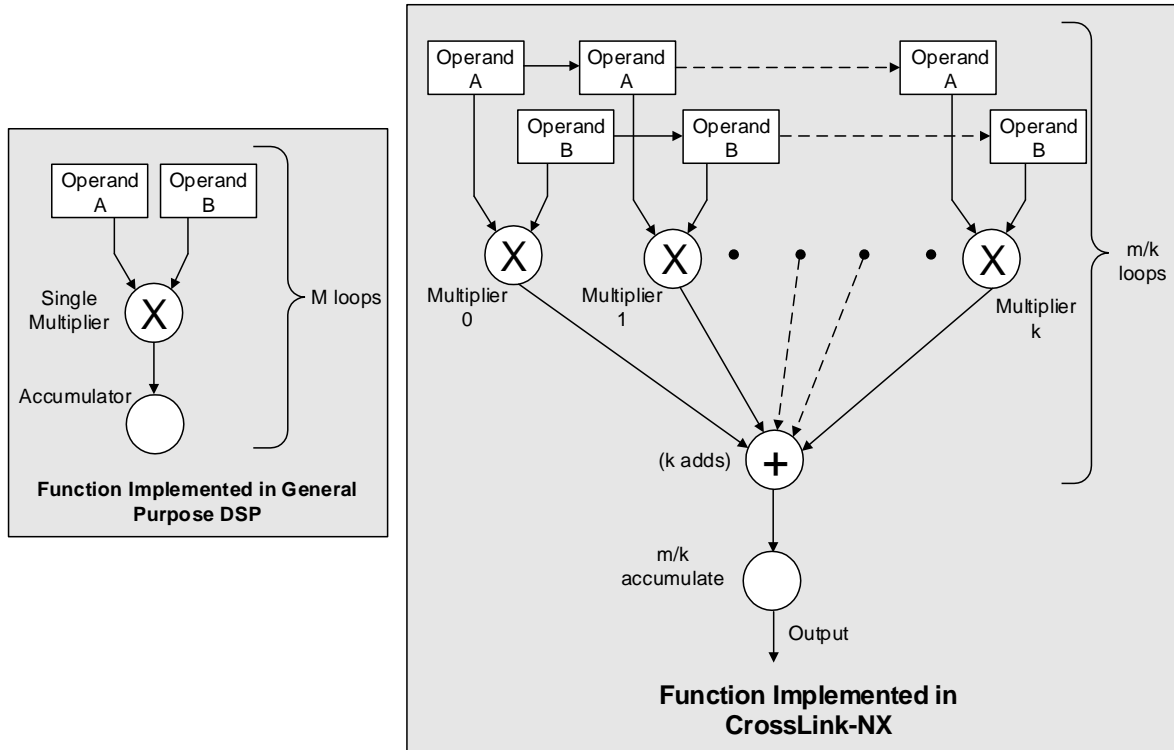 Operand
A
Operand
B
Single
Multiplier
X
M loops
Accumulator
Function Implemented in General
Purpose DSP
Operand
A
Operand
A
Operand
A
Operand
B
Operand
B
Operand
B
X
X
X
Multiplier
0
Multiplier
1
Multiplier
k
m/k
loops
(k adds)
+
m/k
accumulate
Output
Function Implemented in
CrossLink-NX